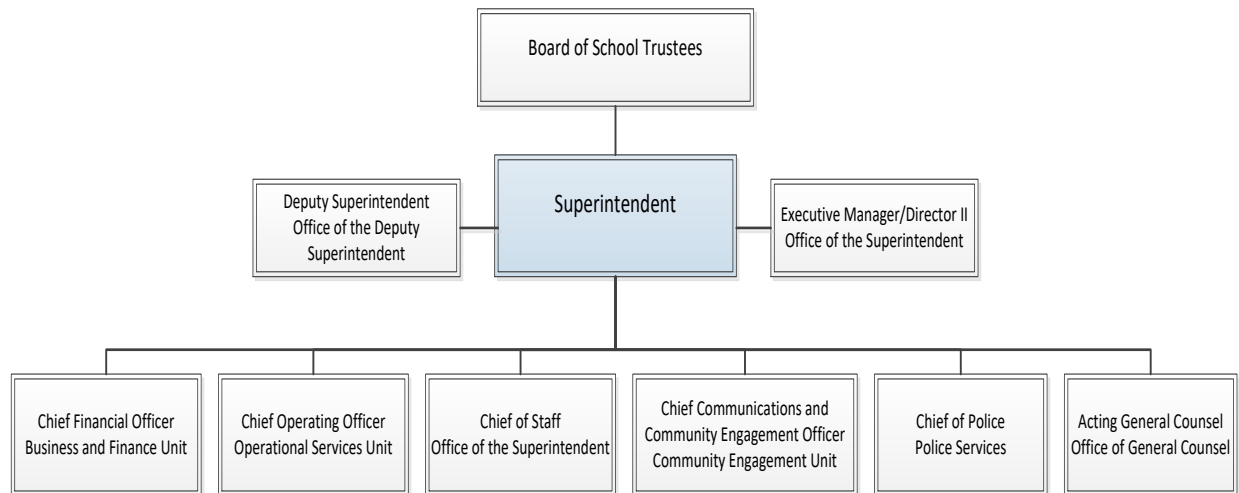 Board of School Trustees
Deputy Superintendent
Office of the Deputy
Superintendent
Superintendent
Executive Manager/Director II
Office of the Superintendent
Chief Financial Officer
Business and Finance Unit
Chief Operating Officer
Operational Services Unit
Chief of Staff
Office of the Superintendent
Chief Communications and
Community Engagement Officer
Community Engagement Unit
Chief of Police
Police Services
Acting General Counsel
Office of General Counsel